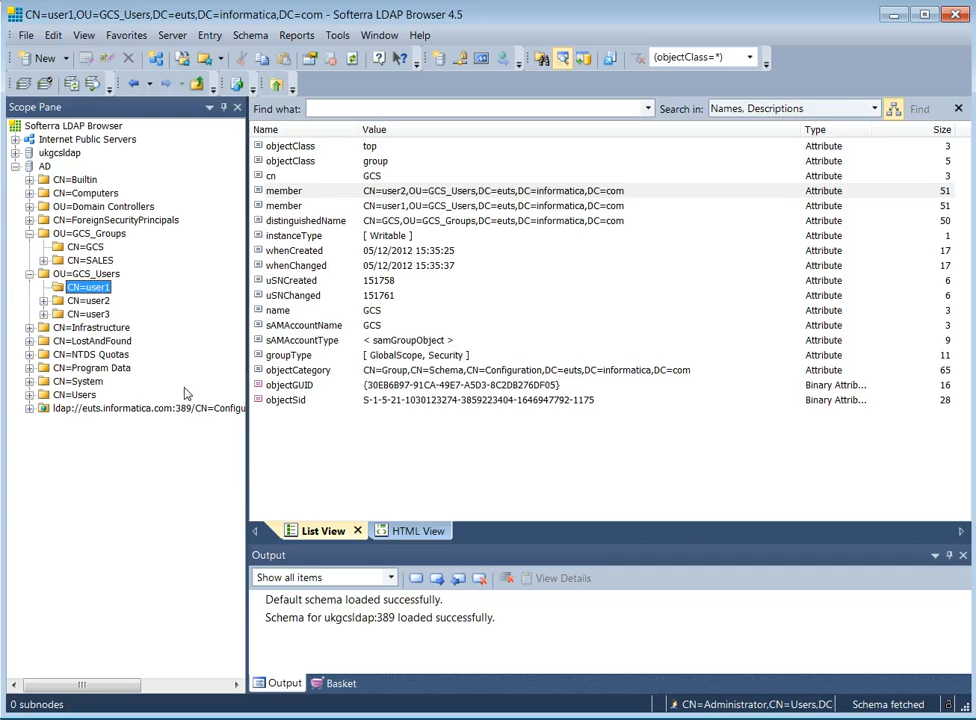 CN=user1,OU=GCS_Users,DC=euts,DC=informatica,DC=com - Softerra LDAP Browser 4.5
File Edit View Favorites Server Entry Schema Reports Tools Window Help
New (objectClass=*)
Scope Pane
Find what: Search in: Names, Descriptions Find
Softerra LDAP Browser
Internet Public Servers
ukgcsldap
AD
CN=Builtin
CN=Computers
OU=Domain Controllers
CN=ForeignSecurityPrincipals
OU=GCS_Groups
CN=GCS
CN=SALES
OU=GCS_Users
CN=user1
CN=user2
CN=user3
CN=Infrastructure
CN=LostAndFound
CN=NTDS Quotas
CN=Program Data
CN=System
CN=Users
ldap://euts.informatica.com:389/CN=Configu
Name Value Type Size
objectClass top Attribute 3
objectClass group Attribute 5
cn GCS Attribute 3
member CN=user2,OU=GCS_Users,DC=euts,DC=informatica,DC=com Attribute 51
member CN=user1,OU=GCS_Users,DC=euts,DC=informatica,DC=com Attribute 51
distinguishedName CN=GCS,OU=GCS_Groups,DC=euts,DC=informatica,DC=com Attribute 50
instanceType [ Writable ] Attribute 1
whenCreated 05/12/2012 15:35:25 Attribute 17
whenChanged 05/12/2012 15:35:37 Attribute 17
uSNCreated 151758 Attribute 6
uSNChanged 151761 Attribute 6
name GCS Attribute 3
sAMAccountName GCS Attribute 3
sAMAccountType < samGroupObject > Attribute 9
groupType [ GlobalScope, Security ] Attribute 11
objectCategory CN=Group,CN=Schema,CN=Configuration,DC=euts,DC=informatica,DC=com Attribute 65
objectGUID {30EB6B97-91CA-49E7-A5D3-8C2DB276DF05} Binary Attrib... 16
objectSid S-1-5-21-1030123274-3859223404-1646947792-1175 Binary Attrib... 28
List View HTML View
Output
Show all items View Details
Default schema loaded successfully.
Schema for ukgcsldap:389 loaded successfully.
Output Basket
0 subnodes CN=Administrator,CN=Users,DC Schema fetched